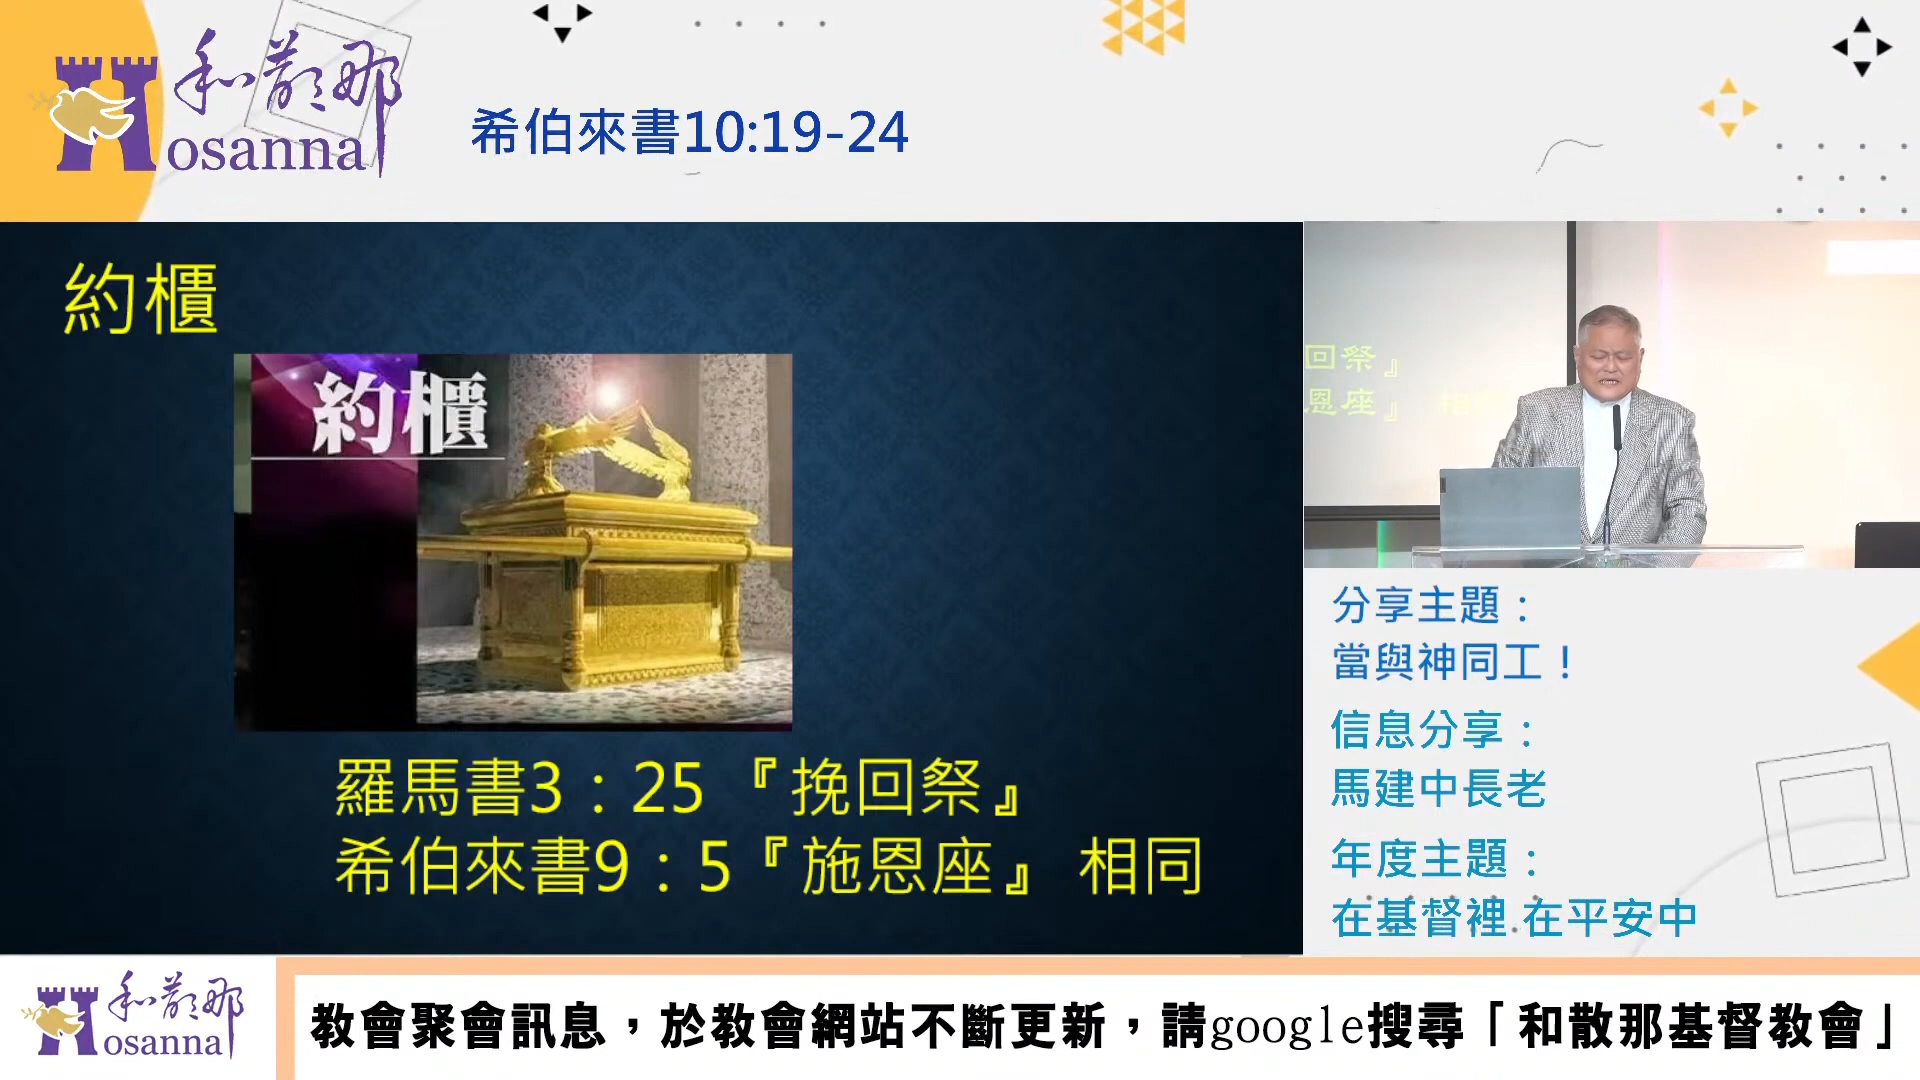 和散那
Hosanna
希伯來書10:19-24
約櫃
約櫃
羅馬書3：25『挽回祭』
希伯來書9：5『施恩座』 相同
回祭』
恩座』
分享主題：
當與神同工！
信息分享：
馬建中長老
年度主題：
在基督裡 在平安中
和散那
Hosanna
教會聚會訊息，於教會網站不斷更新，請google搜尋「和散那基督教會」